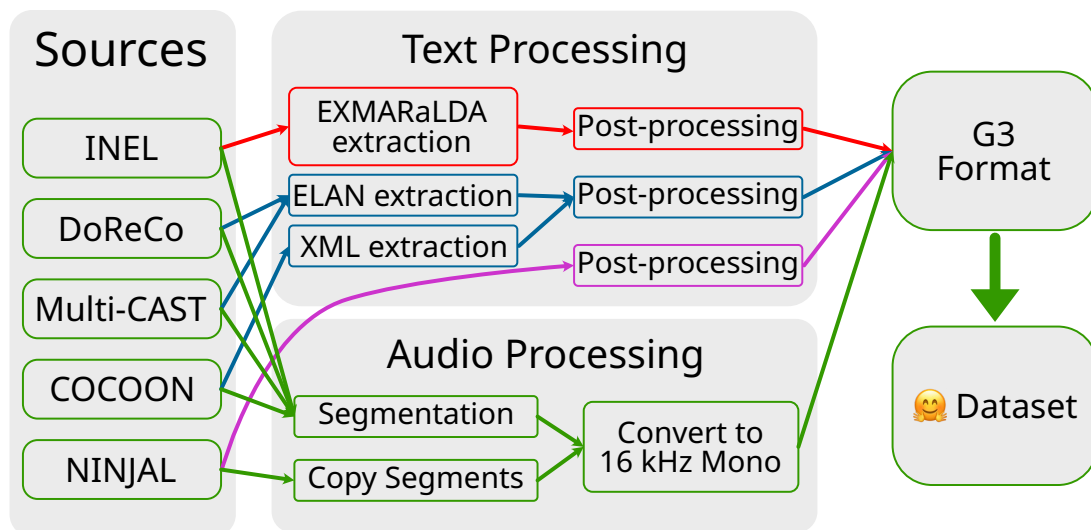 Sources
INEL
DoReCo
Multi-CAST
COCOON
NINJAL
Text Processing
EXMARaLDA
extraction
Post-processing
ELAN extraction
Post-processing
XML extraction
Post-processing
Audio Processing
Segmentation
Copy Segments
Convert to
16 kHz Mono
G3
Format
🤗 Dataset